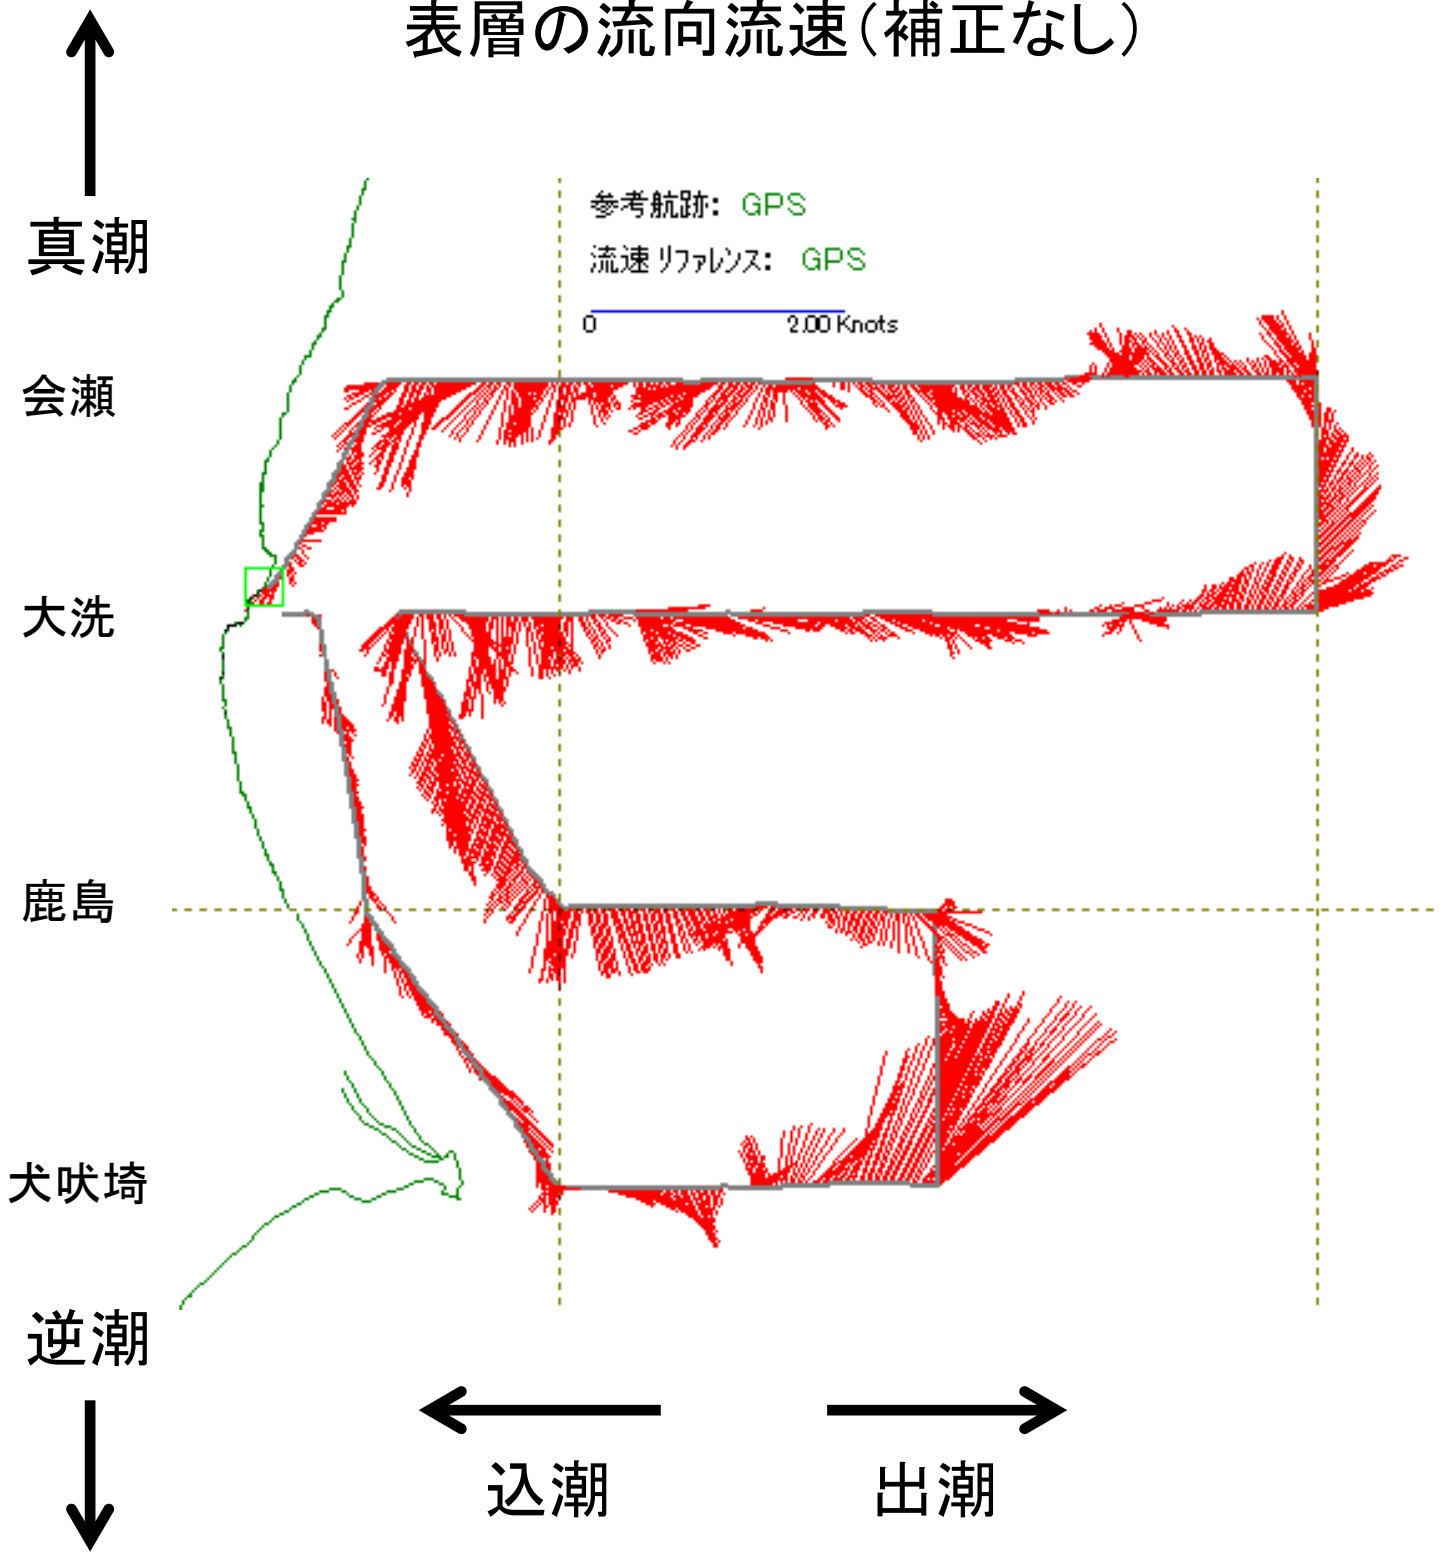 表層の流向流速（補正なし）
真潮
参考航跡： GPS
流速 リファレンス： GPS
0 2.00 Knots
会瀬
大洗
鹿島
犬吠埼
逆潮
込潮 出潮